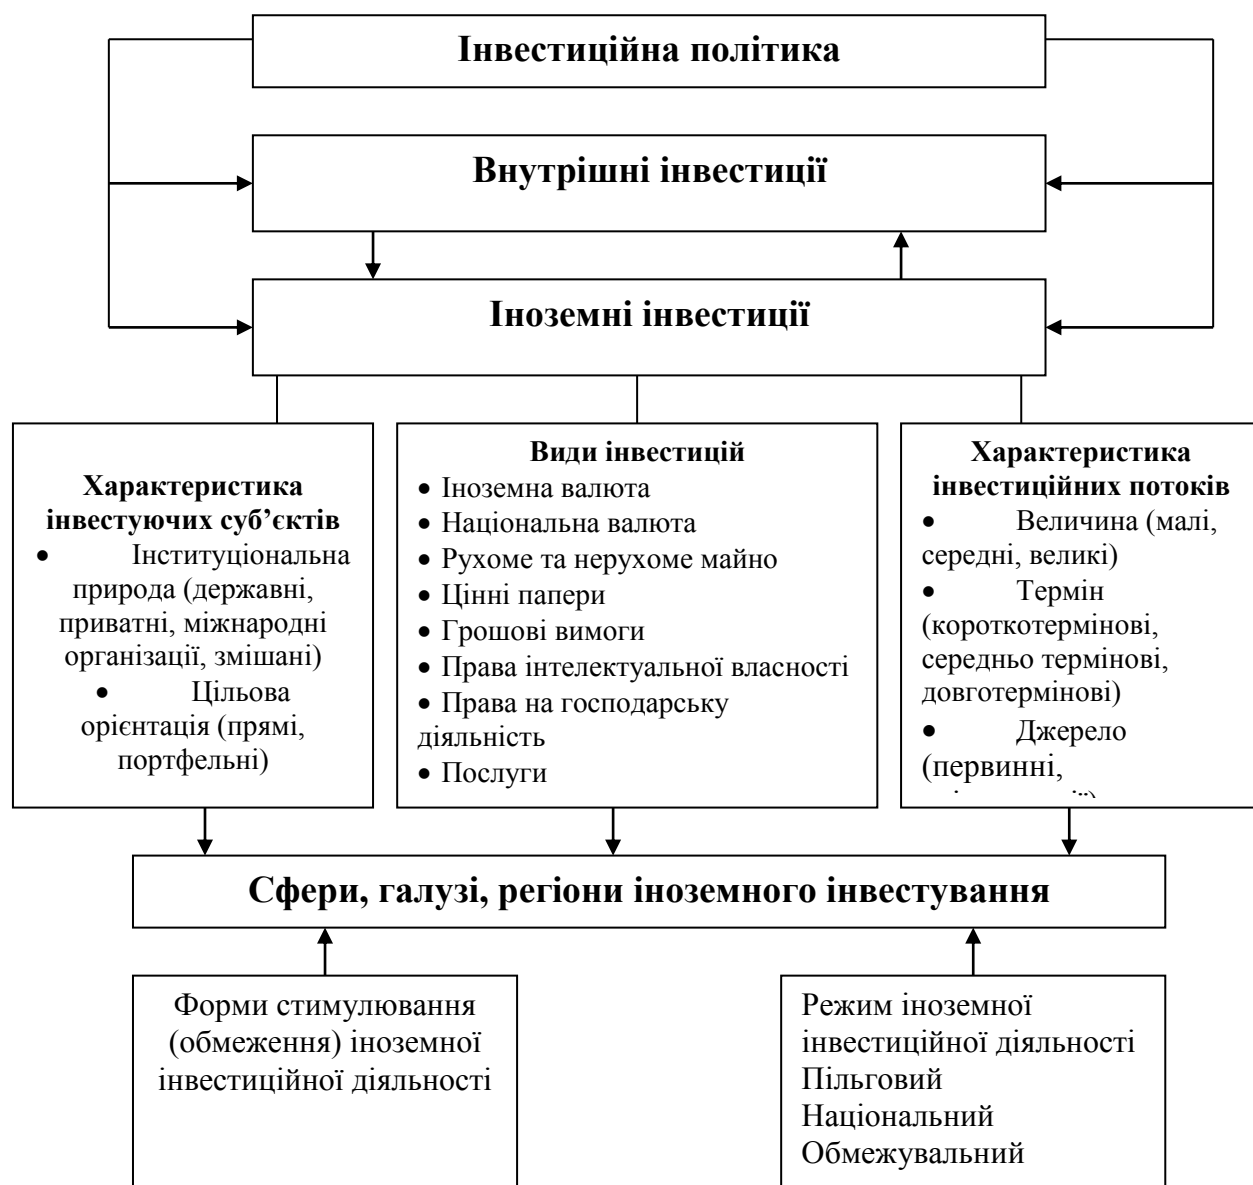 Інвестиційна політика
Внутрішні інвестиції
Іноземні інвестиції
Характеристика
інвестуючих суб’єктів
• Інституціональна
природа (державні,
приватні, міжнародні
організації, змішані)
• Цільова
орієнтація (прямі,
портфельні)
Види інвестицій
• Іноземна валюта
• Національна валюта
• Рухоме та нерухоме майно
• Цінні папери
• Грошові вимоги
• Права інтелектуальної власності
• Права на господарську
діяльність
• Послуги
Характеристика
інвестиційних потоків
• Величина (малі,
середні, великі)
• Термін
(короткотермінові,
середньо термінові,
довготермінові)
• Джерело
(первинні,
Сфери, галузі, регіони іноземного інвестування
Форми стимулювання
(обмеження) іноземної
інвестиційної діяльності
Режим іноземної
інвестиційної діяльності
Пільговий
Національний
Обмежувальний